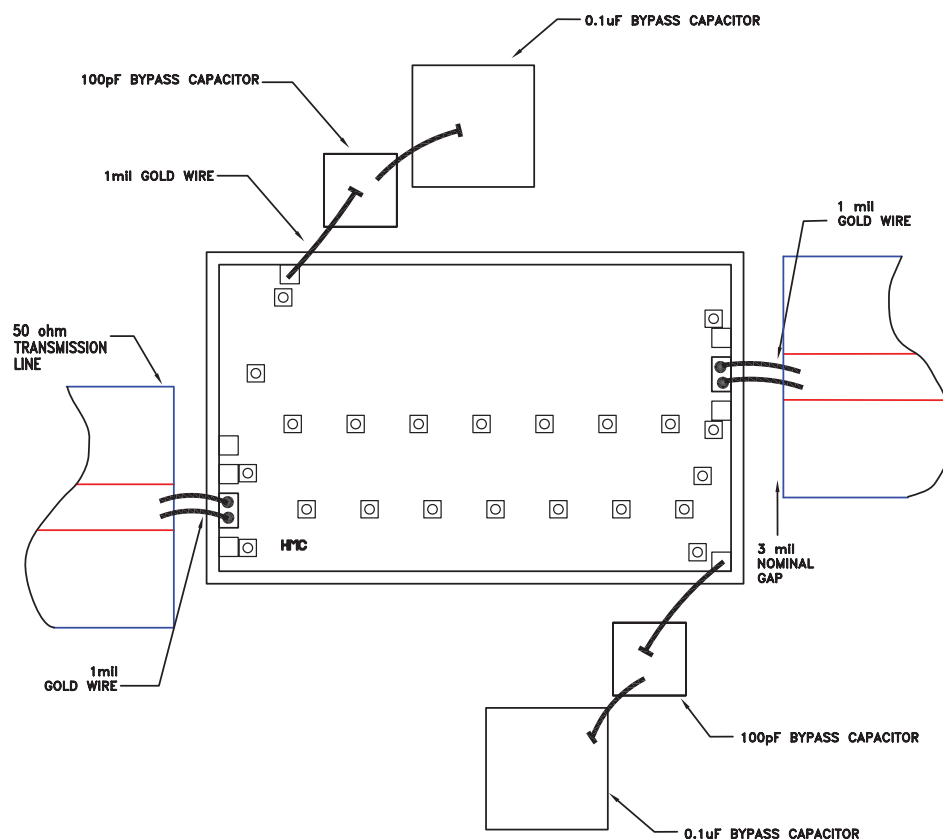 0.1uF BYPASS CAPACITOR
100pF BYPASS CAPACITOR
1mil GOLD WIRE
1 mil
GOLD WIRE
50 ohm
TRANSMISSION
LINE
HMC
3 mil
NOMINAL
GAP
1mil
GOLD WIRE
100pF BYPASS CAPACITOR
0.1uF BYPASS CAPACITOR